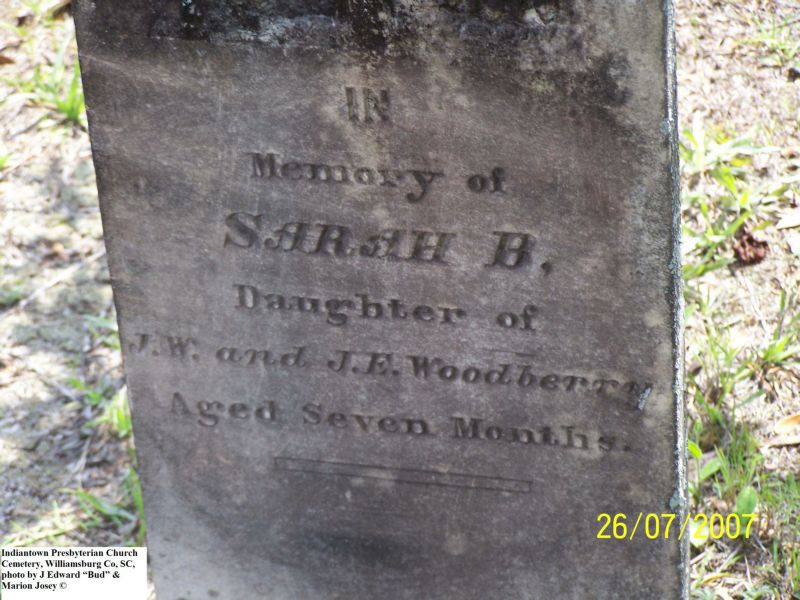 IN
Memory of
SARAH B,
Daughter of
J.W. and J.E. Woodberry
Aged Seven Months.
26/07/2007
Indiantown Presbyterian Church
Cemetery, Williamsburg Co, SC,
photo by J Edward “Bud” &
Marion Josey ©